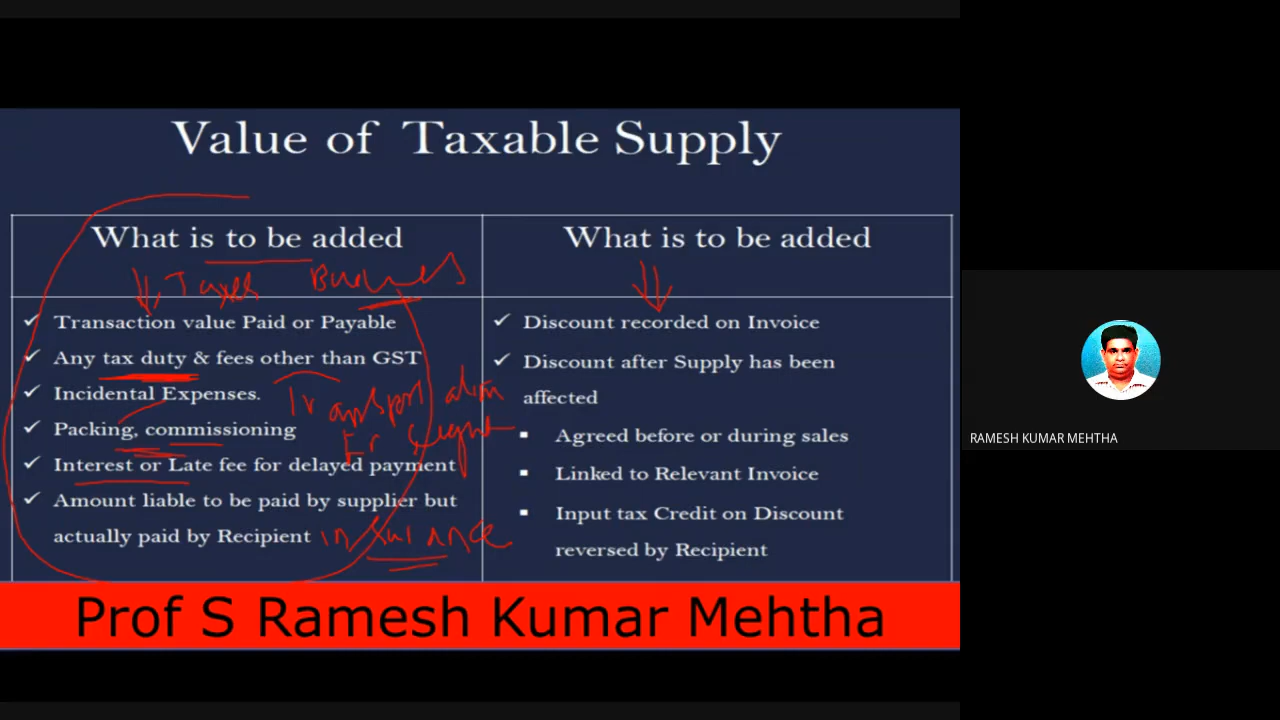 Value of Taxable Supply
What is to be added
Taxes
Transaction value Paid or Payable
Any tax duty & fees other than GST
Incidental Expenses.
Packing, commissioning
Interest or Late fee for delayed payment
Amount liable to be paid by supplier but
actually paid by Recipient
insurance
What is to be added
Discount recorded on Invoice
Discount after Supply has been
affected
Agreed before or during sales
Linked to Relevant Invoice
Input tax Credit on Discount
reversed by Recipient
Prof S Ramesh Kumar Mehtha
RAMESH KUMAR MEHTHA